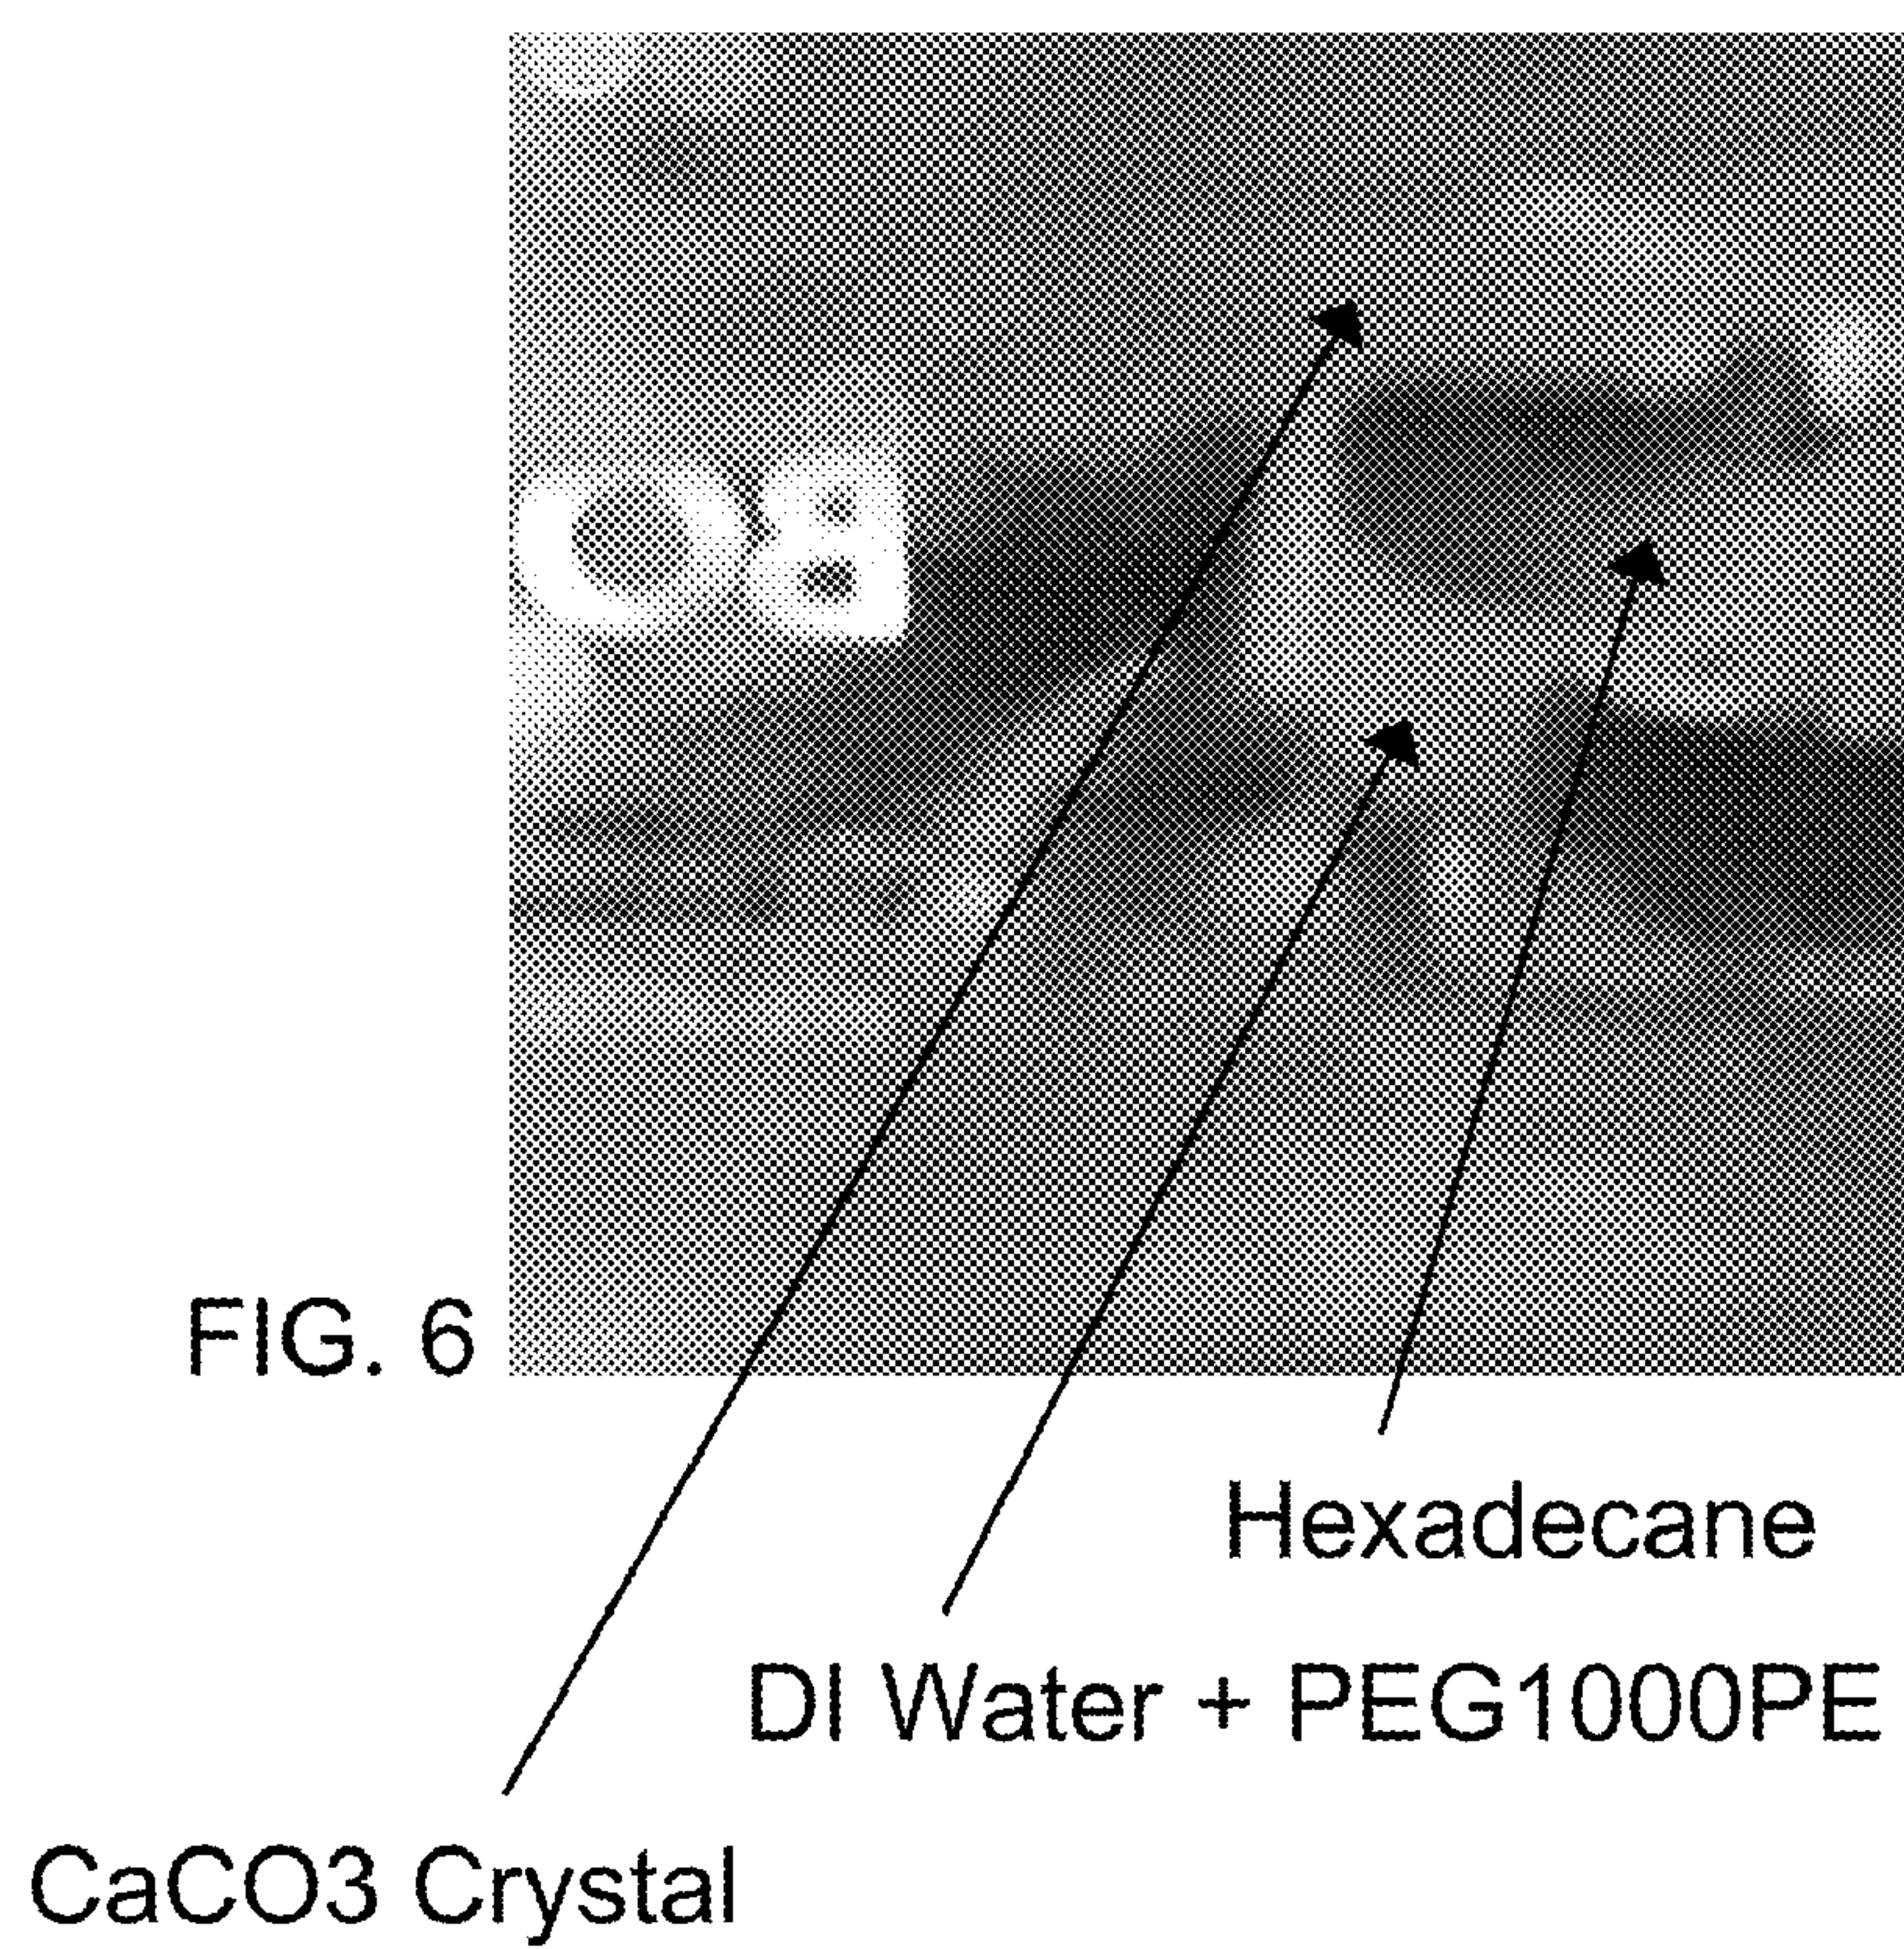 FIG. 6
Hexadecane
DI Water + PEG1000PE
CaCO3 Crystal